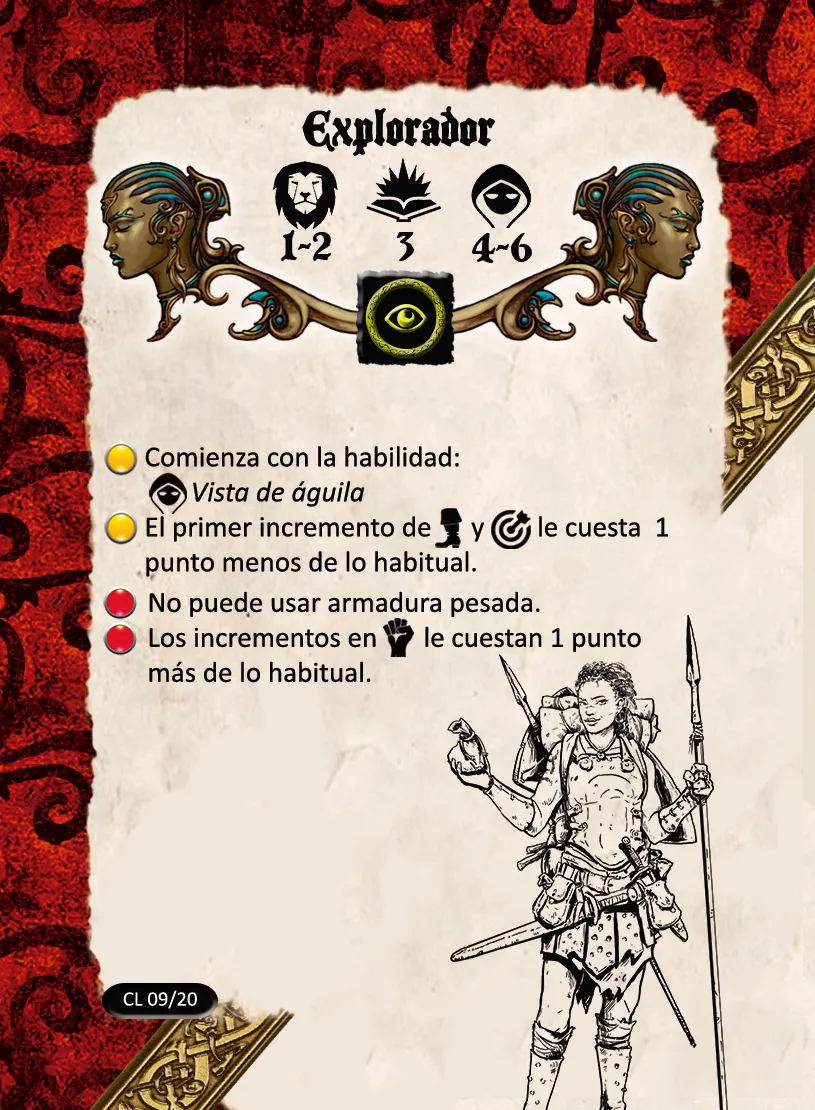 Explorador
1-2 3 4-6
Comienza con la habilidad:
Vista de águila
El primer incremento de y le cuesta 1
punto menos de lo habitual.
No puede usar armadura pesada.
Los incrementos en le cuestan 1 punto
más de lo habitual.
CL 09/20